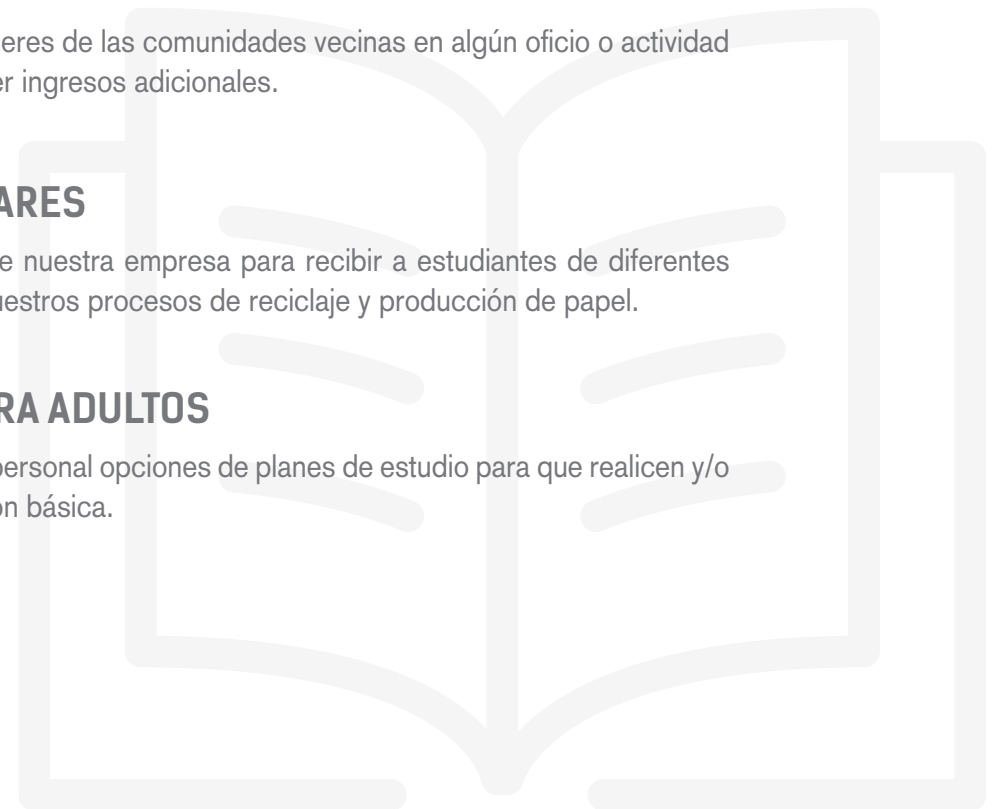 eres de las comunidades vecinas en algún oficio o actividad
er ingresos adicionales.
ARES
e nuestra empresa para recibir a estudiantes de diferentes
uestros procesos de reciclaje y producción de papel.
RA ADULTOS
personal opciones de planes de estudio para que realicen y/o
ón básica.